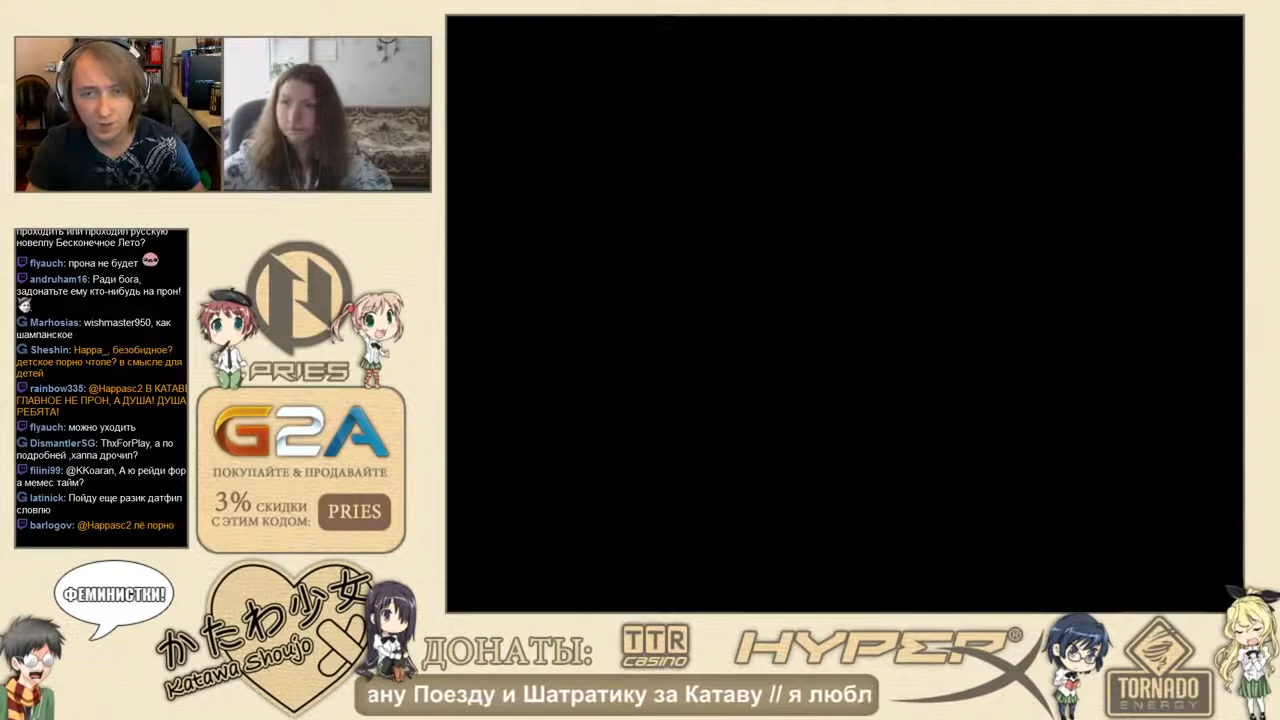 проходить или проходил русскую
новеллу Бесконечное Лето?
flyauch: прона не будет
andruham16: Ради бога,
задонатьте ему кто-нибудь на прон!
Marhosias: wishmaster950, как
шампанское
Sheshin: Happa_, безобидное?
детское порно чтоле? в смысле для
детей
rainbow335: @Happasc2 В КАТАВЕ
ГЛАВНОЕ НЕ ПРОН, А ДУША! ДУША
РЕБЯТА!
flyauch: можно уходить
DismantlerSG: ThxForPlay, а по
подробней ,хаппа дрочил?
filini99: @KKoaran, А ю рейди фор
а мемес тайм?
latinick: Пойду еще разик датфип
словлю
barlogov: @Happasc2 лё порно
PRIES
G2A
ПОКУПАЙТЕ & ПРОДАВАЙТЕ
3% СКИДКИ
С ЭТИМ КОДОМ:
PRIES
ФЕМИНИСТКИ!
かたわ少女
Katawa Shoujo
ДОНАТЫ:
TTR
CASINO
HYPERX®
TORNADO
ENERGY
ану Поезду и Шатратику за Катаву // я любл